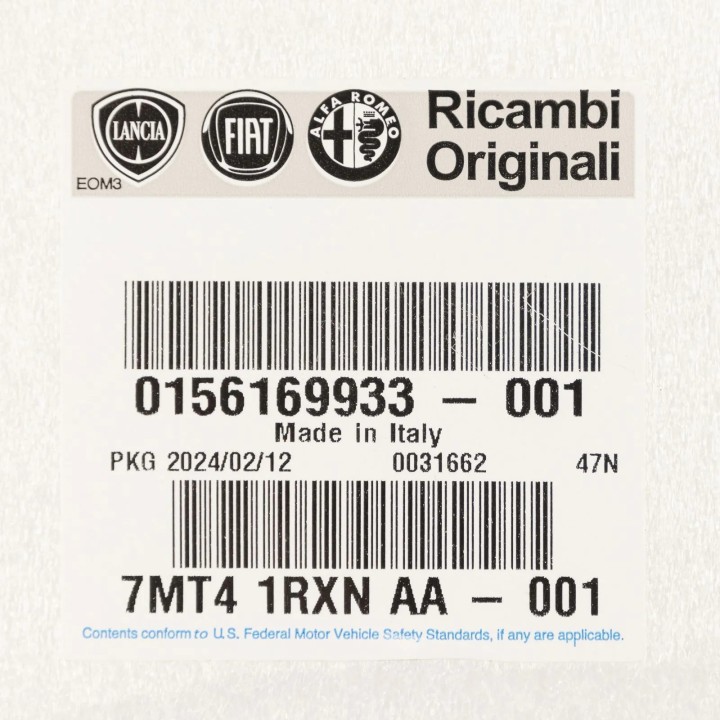 LANCIA FIAT ALFA ROMEO Ricambi
Originali
EOM3
0156169933 – 001
Made in Italy
PKG 2024/02/12 0031662 47N
7MT4 1RXN AA – 001
Contents conform to U.S. Federal Motor Vehicle Safety Standards, if any are applicable.